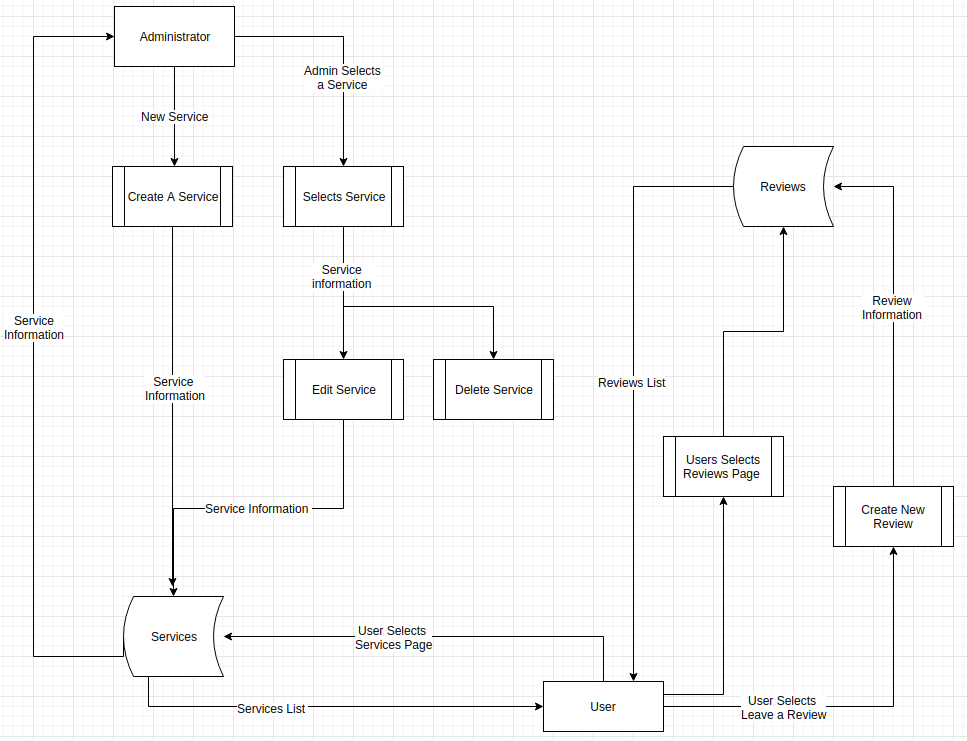 Administrator
Admin Selects
a Service
New Service
Create A Service
Selects Service
Reviews
Service
information
Review
Information
Service
Information
Service
Information
Edit Service
Delete Service
Reviews List
Users Selects
Reviews Page
Service Information
Create New
Review
Services
User Selects
Services Page
Services List
User
User Selects
Leave a Review